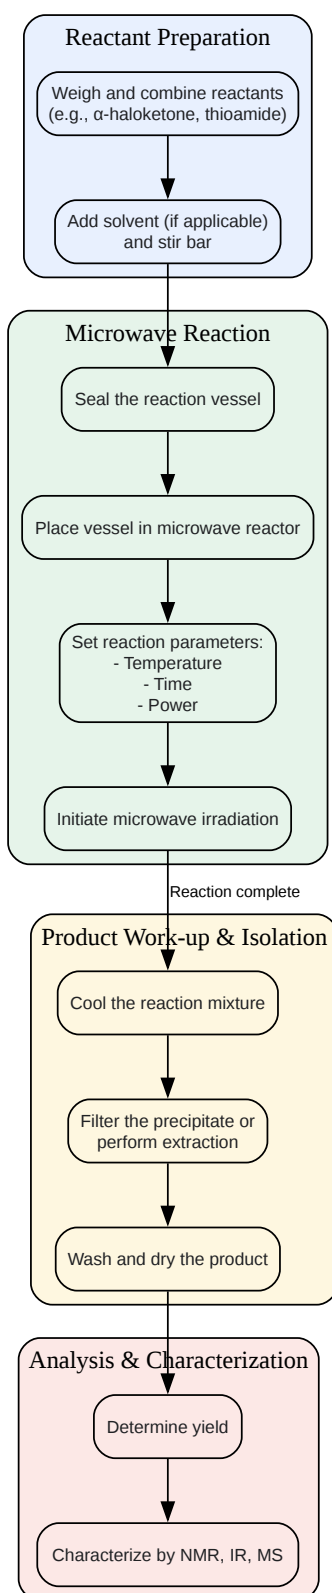 Reactant Preparation
Weigh and combine reactants
(e.g., α-haloketone, thioamide)
Add solvent (if applicable)
and stir bar
Microwave Reaction
Seal the reaction vessel
Place vessel in microwave reactor
Set reaction parameters:
- Temperature
- Time
- Power
Initiate microwave irradiation
Reaction complete
Product Work-up & Isolation
Cool the reaction mixture
Filter the precipitate or
perform extraction
Wash and dry the product
Analysis & Characterization
Determine yield
Characterize by NMR, IR, MS